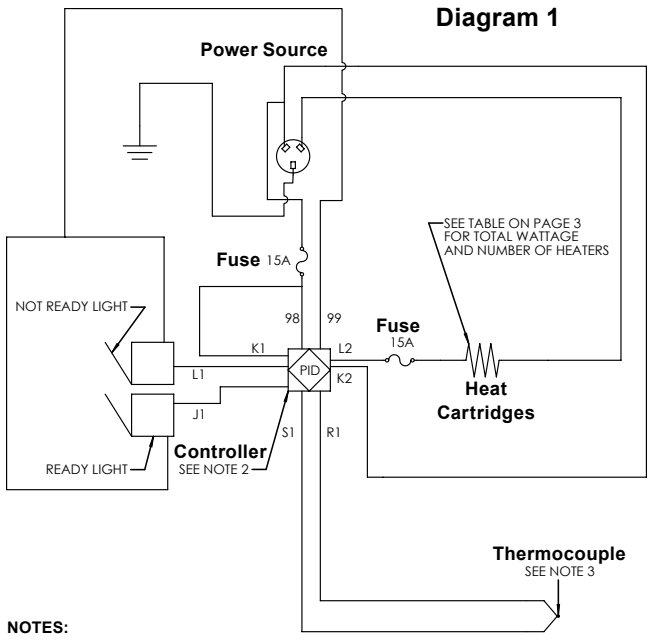 Diagram 1
Power Source
SEE TABLE ON PAGE 3
FOR TOTAL WATTAGE
AND NUMBER OF HEATERS
Fuse 15A
NOT READY LIGHT
98
99
Fuse
15A
K1
L2
L1
PID
K2
Heat
Cartridges
J1
S1
R1
Controller
SEE NOTE 2
READY LIGHT
Thermocouple
SEE NOTE 3
NOTES: